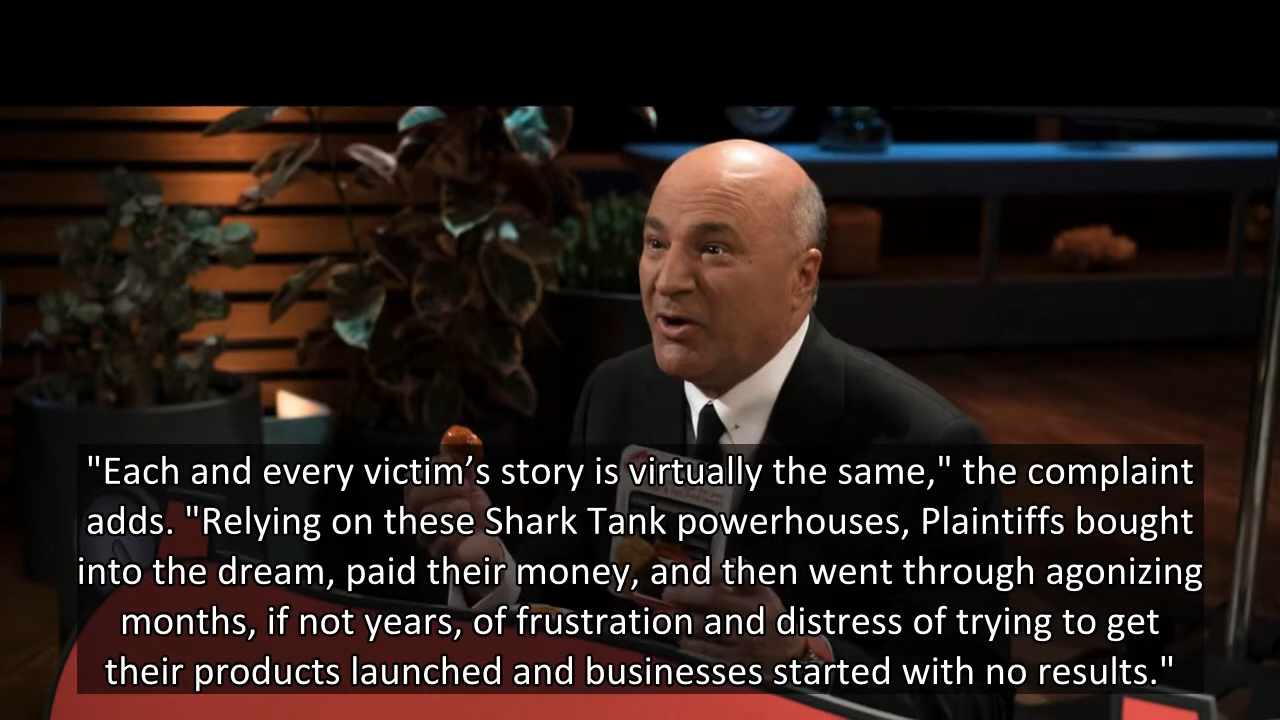 "Each and every victim’s story is virtually the same," the complaint
adds. "Relying on these Shark Tank powerhouses, Plaintiffs bought
into the dream, paid their money, and then went through agonizing
months, if not years, of frustration and distress of trying to get
their products launched and businesses started with no results."